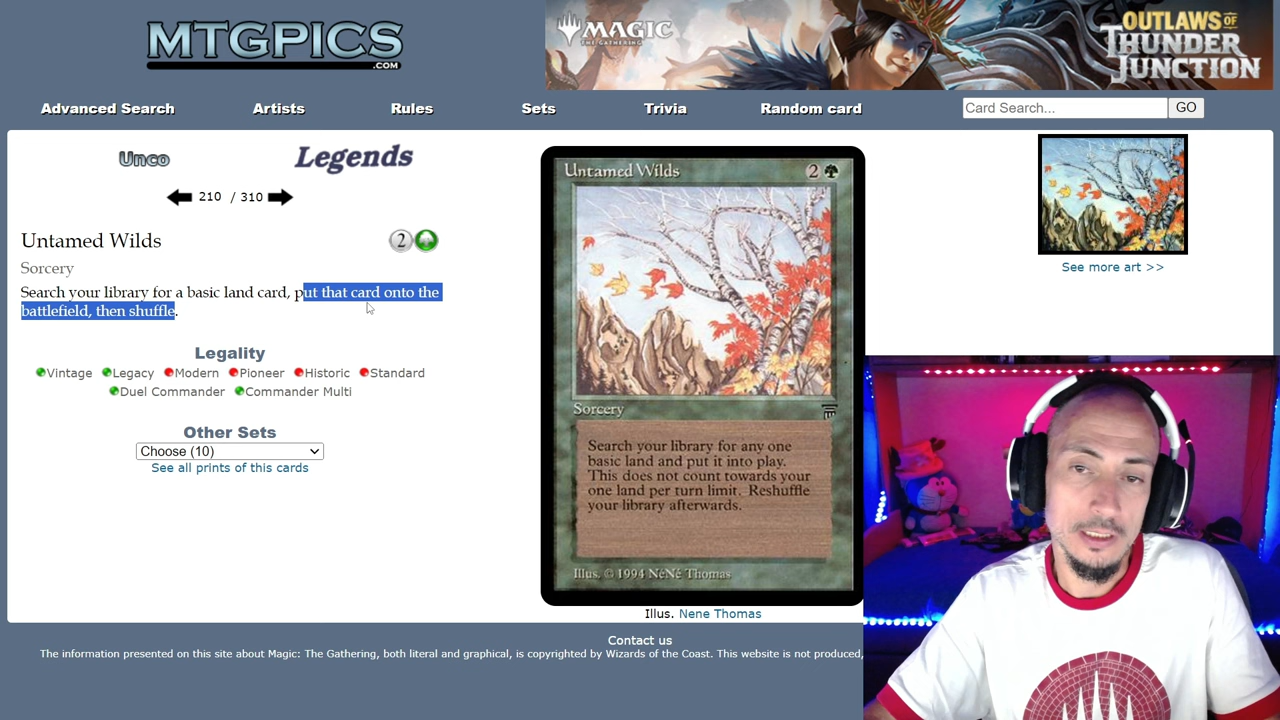 MTGPICS
.COM
MAGIC
THE GATHERING
OUTLAWS OF
THUNDER
JUNCTION
Advanced Search
Artists
Rules
Sets
Trivia
Random card
Card Search...
GO
Unco
Legends
210 / 310
Untamed Wilds
2
Sorcery
Search your library for a basic land card, put that card onto the
battlefield, then shuffle.
Legality
Vintage Legacy Modern Pioneer Historic Standard
Duel Commander Commander Multi
Other Sets
Choose (10)
See all prints of this cards
Untamed Wilds 2
Sorcery
Search your library for any one
basic land and put it into play.
This does not count towards your
one land per turn limit. Reshuffle
your library afterwards.
Illus. © 1994 NéNé Thomas
Illus. Nene Thomas
See more art >>
Contact us
The information presented on this site about Magic: The Gathering, both literal and graphical, is copyrighted by Wizards of the Coast. This website is not produced,